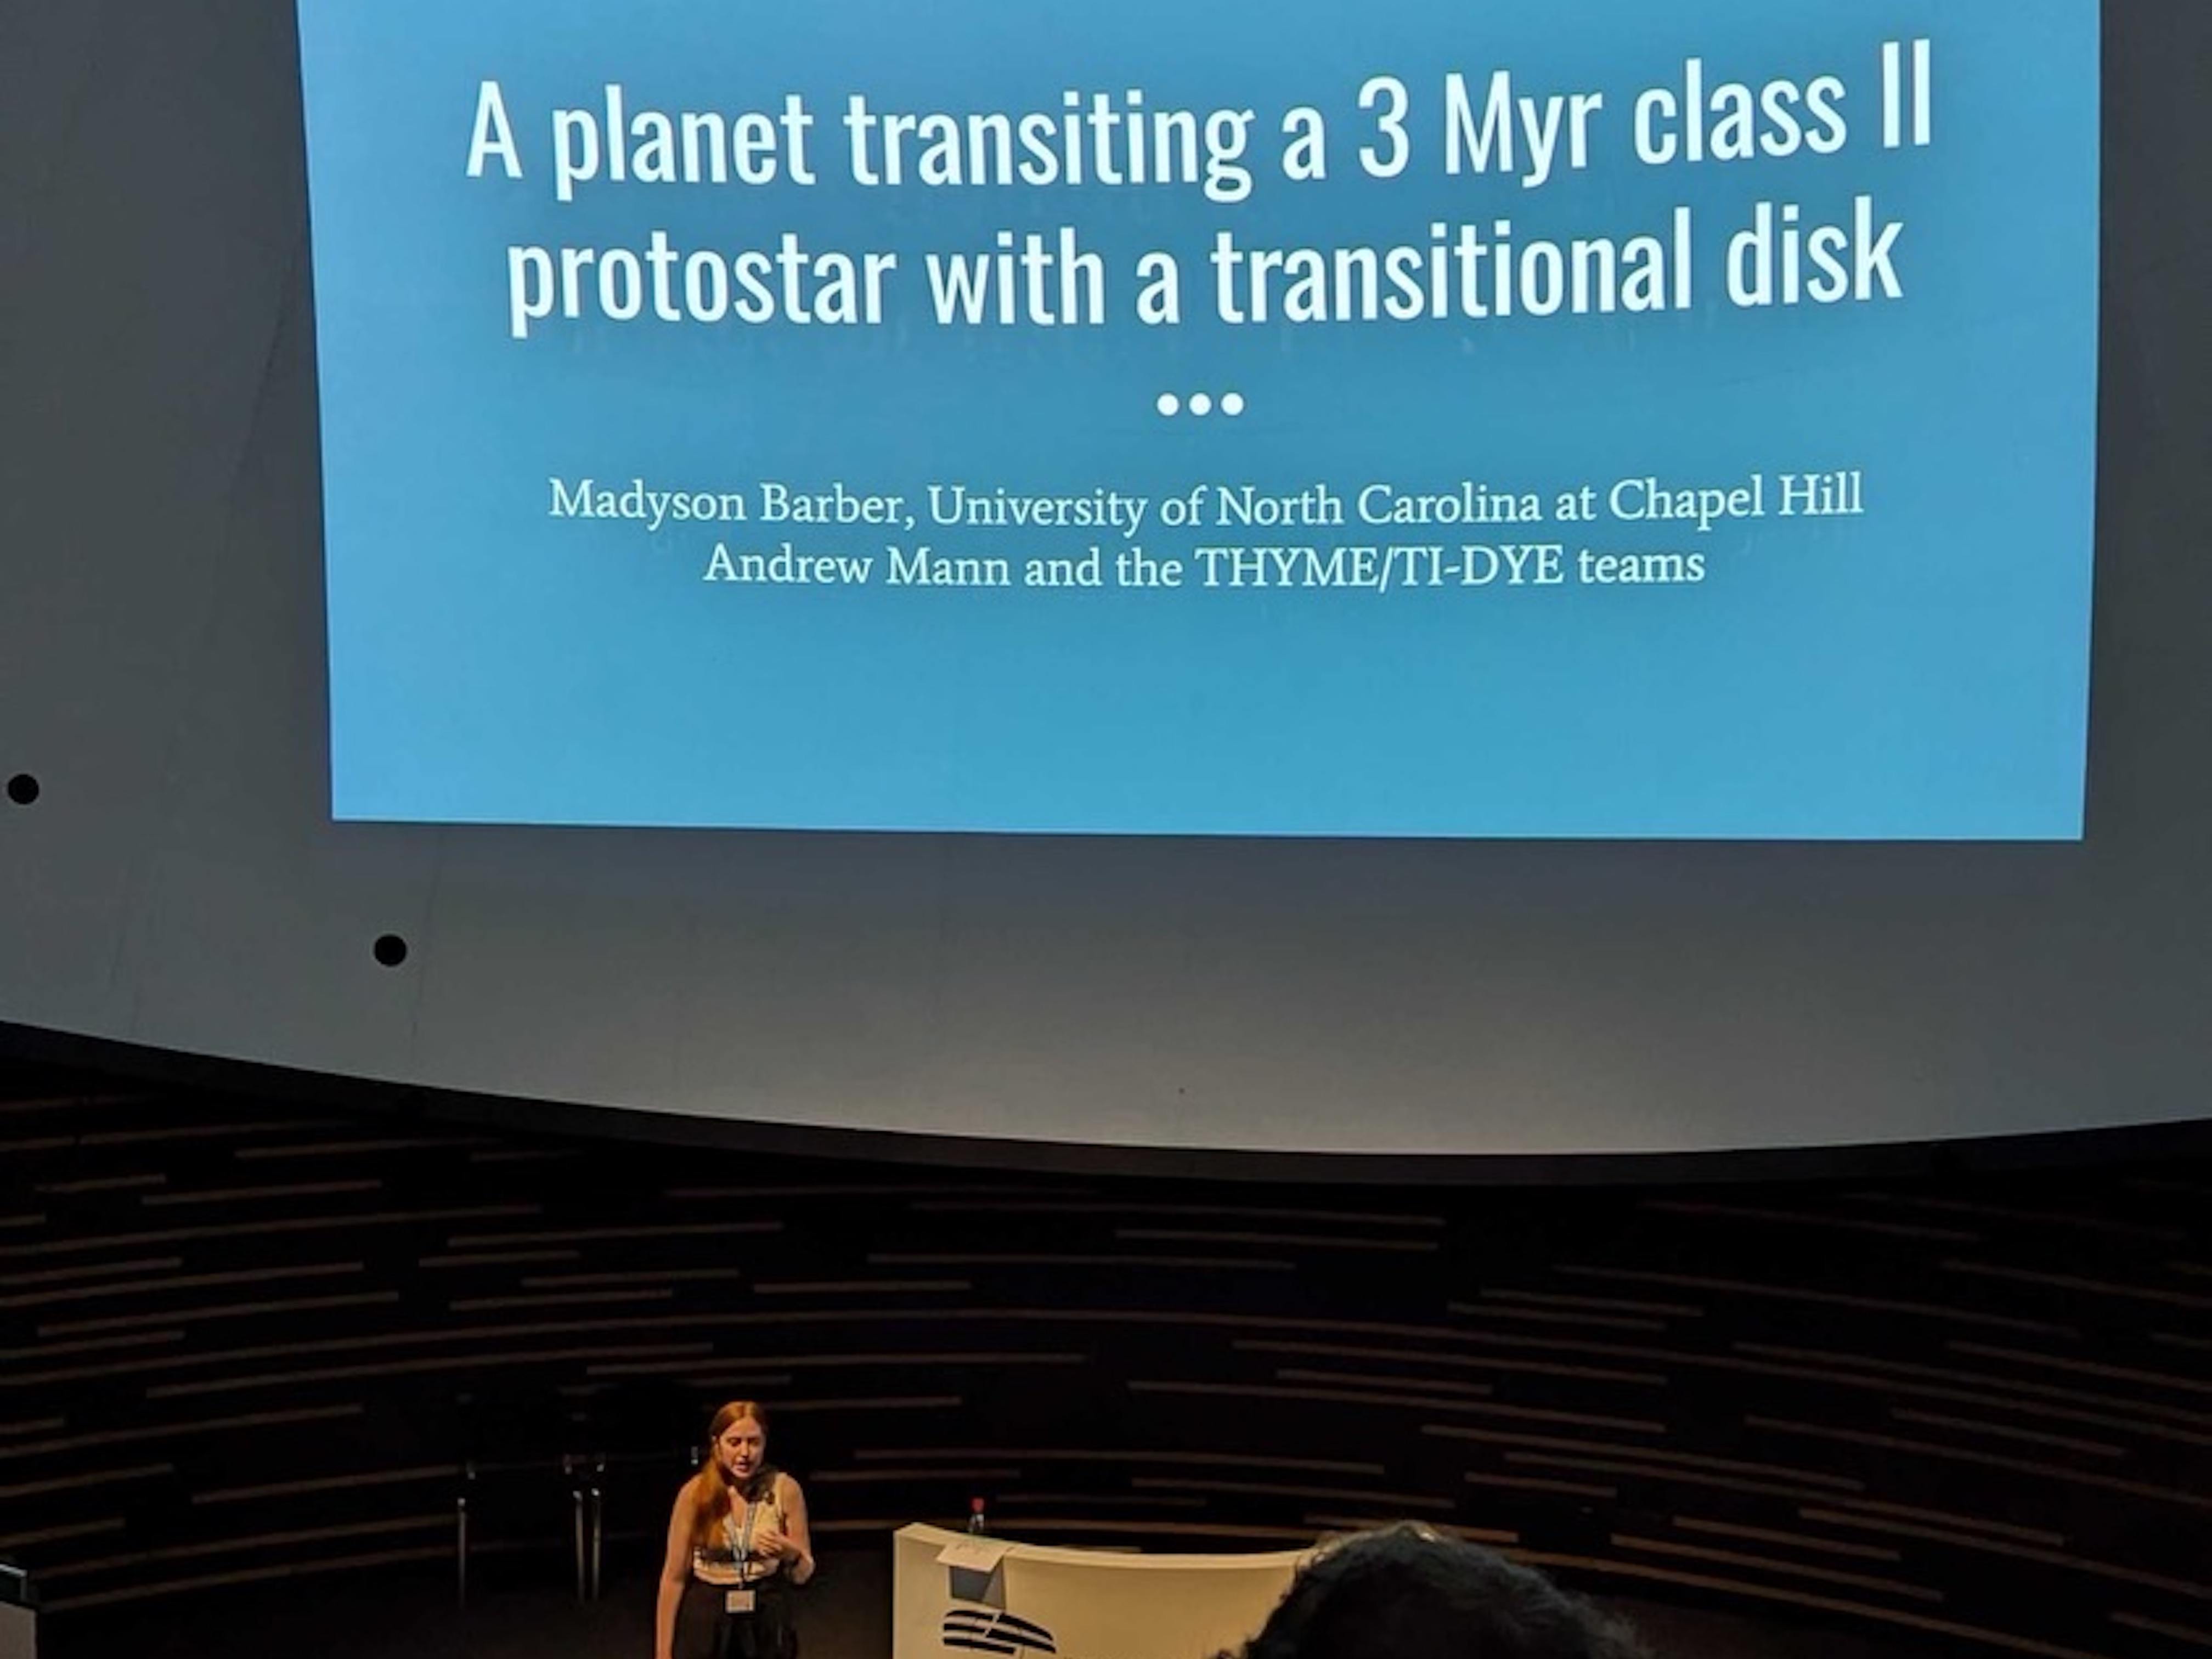 A planet transiting a 3 Myr class II
protostar with a transitional disk
Madyson Barber, University of North Carolina at Chapel Hill
Andrew Mann and the THYME/TI-DYE teams